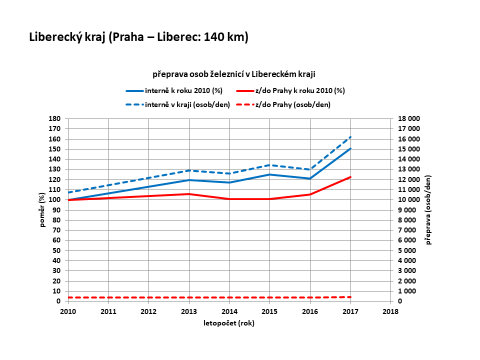 Liberecký kraj (Praha – Liberec: 140 km)
přeprava osob železnicí v Libereckém kraji
interně k roku 2010 (%) z/do Prahy k roku 2010 (%)
interně v kraji (osob/den) z/do Prahy (osob/den)
180 18 000
170 17 000
160 16 000
150 15 000
140 14 000
130 13 000
120 12 000
110 11 000
100 10 000
90 9 000
80 8 000
70 7 000
60 6 000
50 5 000
40 4 000
30 3 000
20 2 000
10 1 000
0 0
poměr (%)
přeprava (osob/den)
2010 2011 2012 2013 2014 2015 2016 2017 2018
letopočet (rok)